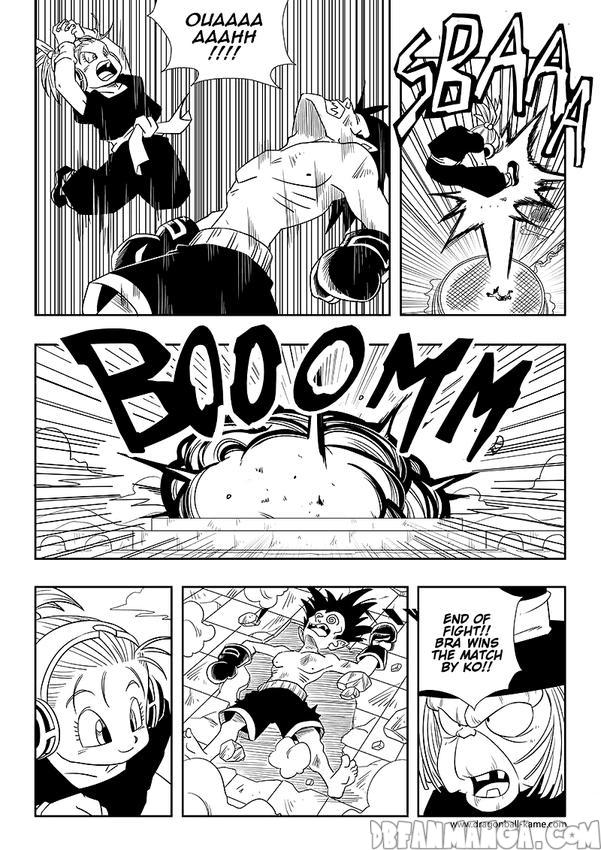 OUAAAA
AAAHH
!!!!
SBAAAA
BOOOMM
END OF
FIGHT!!
BRA WINS
THE MATCH
BY KO!!
www.dragonball-kame.com
DBFANMANGA.COM